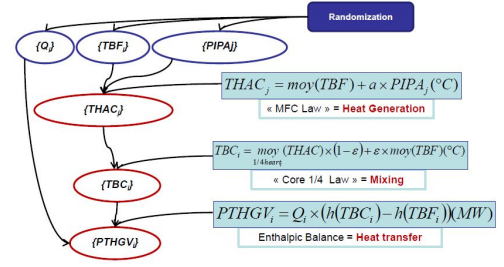 Randomization
{Qi} {TBFi} {PIPAj}
{THACj}
THACj = moy(TBF) + a × PIPAj (°C)
« MFC Law » = Heat Generation
{TBCi}
TBCi = moy (THAC) × (1 − ε) + ε × moy(TBF)(°C)
1/4 heart
« Core 1/4 Law » = Mixing
{PTHGVi}
PTHGVi = Qi × (h(TBCi) − h(TBFi))(MW)
Enthalpic Balance = Heat transfer